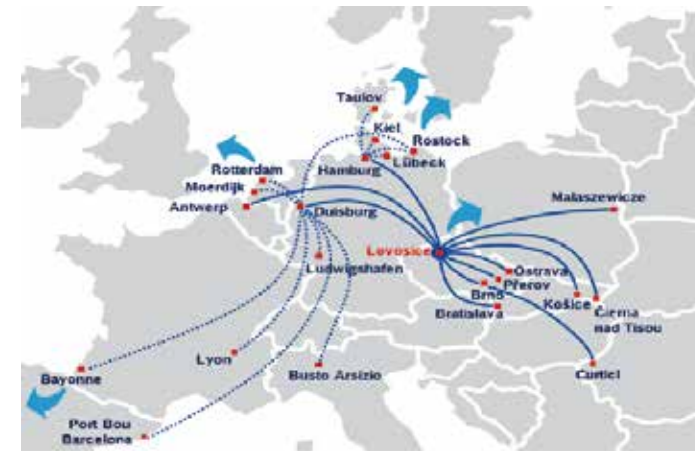 Taulov
Kiel
Rostock
Lübeck
Hamburg
Rotterdam
Moerdijk
Antwerp
Duisburg
Malaszewicze
Lovosice
Ludwigshafen
Ostrava
Přerov
Brno
Bratislava
Košice
Čierna
nad Tisou
Curtici
Lyon
Busto Arsizio
Bayonne
Port Bou
Barcelona